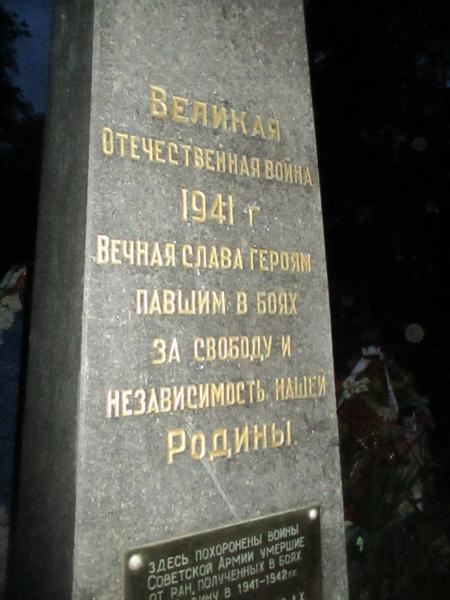 Великая
Отечественная война
1941 г
Вечная слава героям
павшим в боях
за свободу и
независимость нашей
Родины.
Здесь похоронены воины
Советской Армии умершие
от ран, полученных в боях
в 1941-1942 гг.